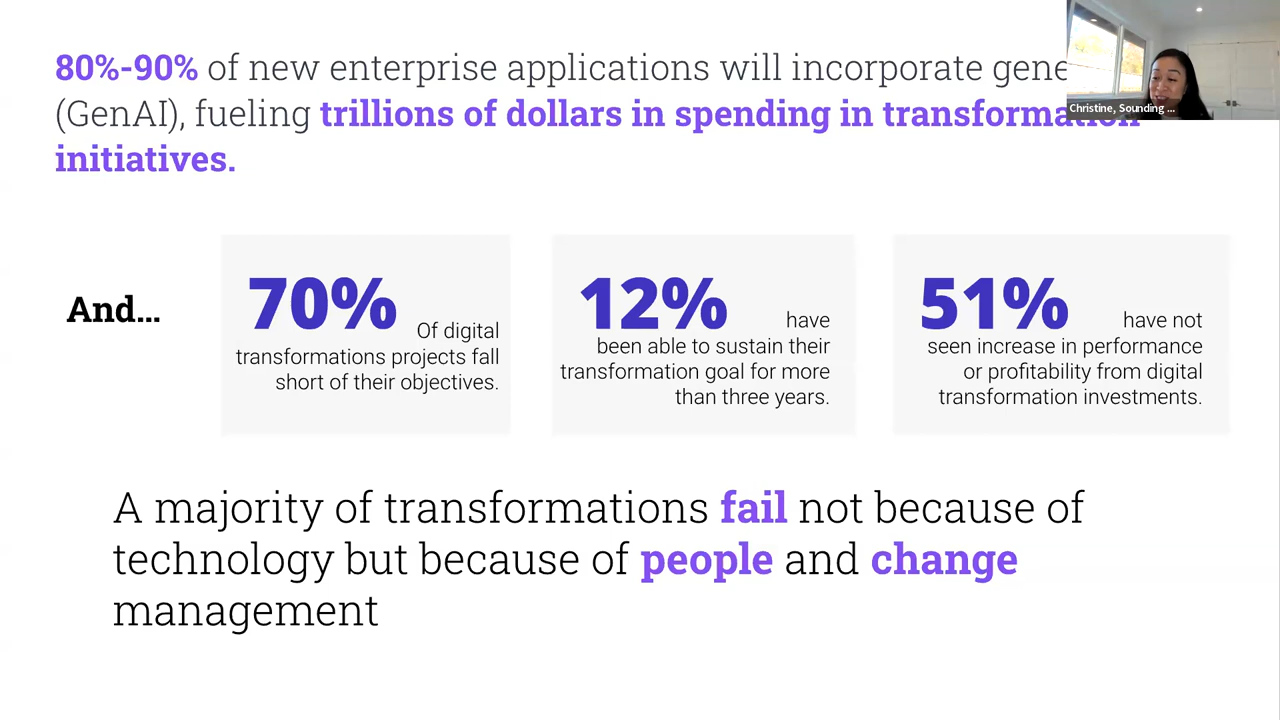 80%-90% of new enterprise applications will incorporate gene
(GenAI), fueling trillions of dollars in spending in transformation
initiatives.
Christine, Sounding ...
And...
70% Of digital
transformations projects fall
short of their objectives.
12% have
been able to sustain their
transformation goal for more
than three years.
51% have not
seen increase in performance
or profitability from digital
transformation investments.
A majority of transformations fail not because of
technology but because of people and change
management